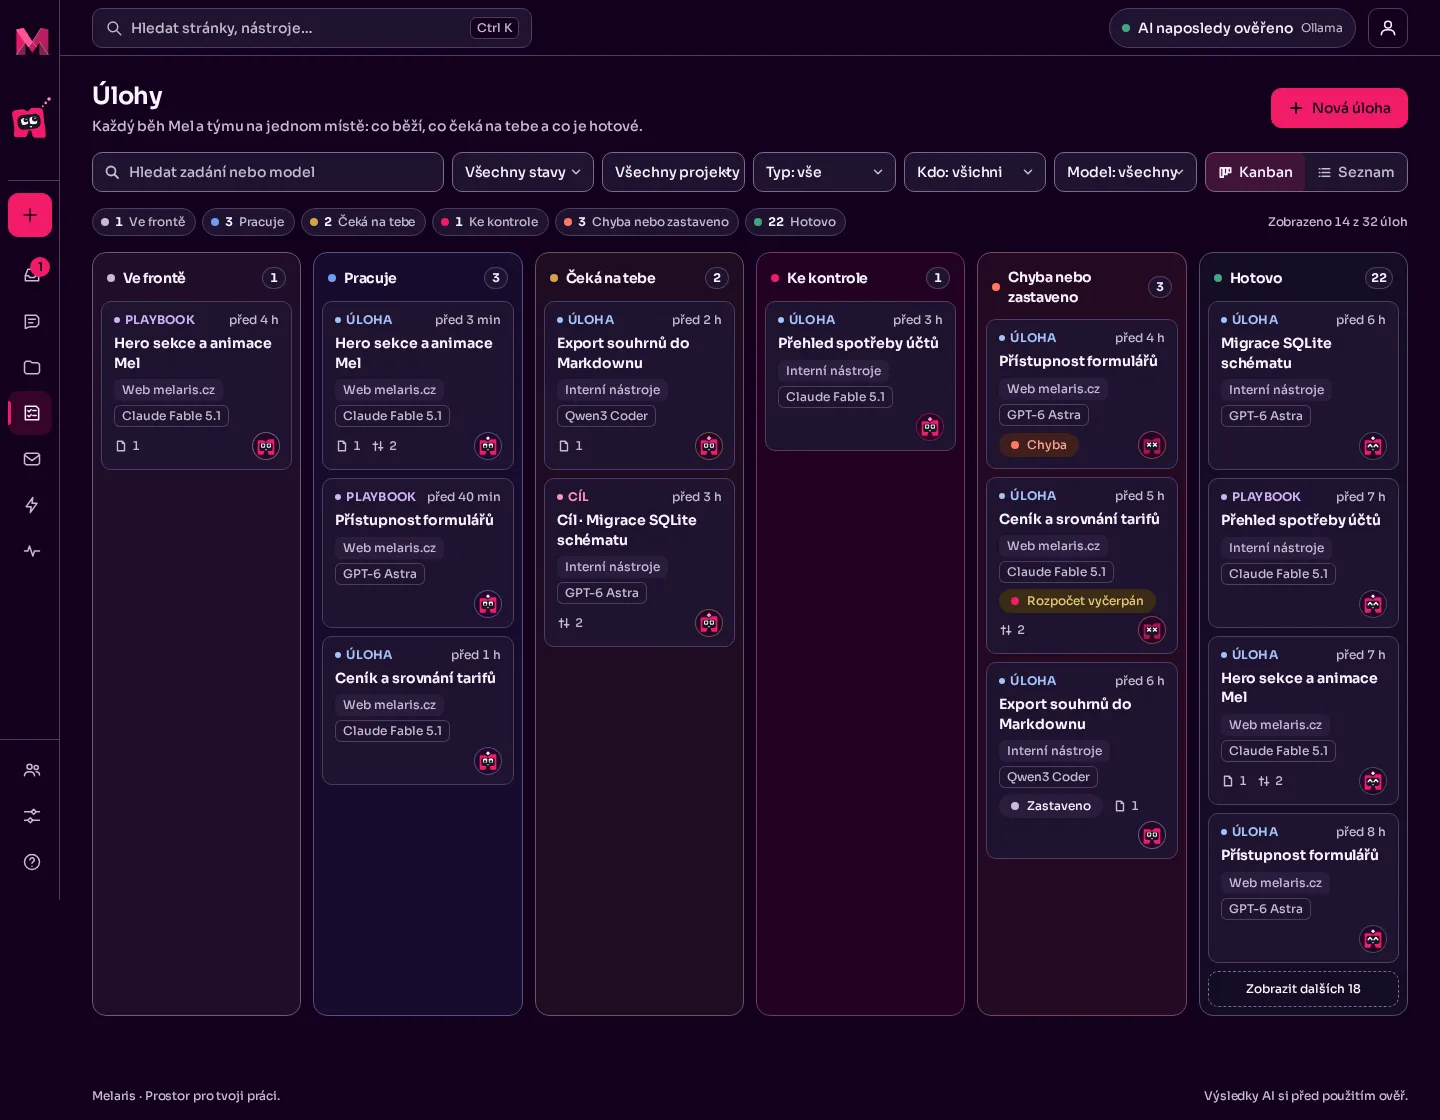 Hledat stránky, nástroje...
Ctrl K
AI naposledy ověřeno Ollama
Úlohy
Každý běh Mela týmu na jednom místě: co běží, co čeká na tebe a co je hotové.
Nová úloha
Hledat zadání nebo model
Všechny stavy
Všechny projekty
Typ: vše
Kdo: všichni
Model: všechny
Kanban
Seznam
1 Ve frontě
3 Pracuje
2 Čeká na tebe
1 Ke kontrole
3 Chyba nebo zastaveno
22 Hotovo
Zobrazeno 14 z 32 úloh
1
Ve frontě 1
PLAYBOOK před 4 h
Hero sekce a animace
Mel
Web melaris.cz
Claude Fable 5.1
1
Pracuje 3
ÚLOHA před 3 min
Hero sekce a animace
Mel
Web melaris.cz
Claude Fable 5.1
1 2
PLAYBOOK před 40 min
Přístupnost formulářů
Web melaris.cz
GPT-6 Astra
ÚLOHA před 1 h
Ceník a srovnání tarifů
Web melaris.cz
Claude Fable 5.1
Čeká na tebe 2
ÚLOHA před 2 h
Export souhrnů do
Markdownu
Interní nástroje
Qwen3 Coder
1
CÍL před 3 h
Cíl · Migrace SQLite
schématu
Interní nástroje
GPT-6 Astra
2
Ke kontrole 1
ÚLOHA před 3 h
Přehled spotřeby účtů
Interní nástroje
Claude Fable 5.1
Chyba nebo
zastaveno 3
ÚLOHA před 4 h
Přístupnost formulářů
Web melaris.cz
GPT-6 Astra
Chyba
ÚLOHA před 5 h
Ceník a srovnání tarifů
Web melaris.cz
Claude Fable 5.1
Rozpočet vyčerpán
2
ÚLOHA před 6 h
Export souhrnů do
Markdownu
Interní nástroje
Qwen3 Coder
Zastaveno 1
Hotovo 22
ÚLOHA před 6 h
Migrace SQLite
schématu
Interní nástroje
GPT-6 Astra
PLAYBOOK před 7 h
Přehled spotřeby účtů
Interní nástroje
Claude Fable 5.1
ÚLOHA před 7 h
Hero sekce a animace
Mel
Web melaris.cz
Claude Fable 5.1
1 2
ÚLOHA před 8 h
Přístupnost formulářů
Web melaris.cz
GPT-6 Astra
Zobrazit dalších 18
Melaris · Prostor pro tvoji práci.
Výsledky AI si před použitím ověř.